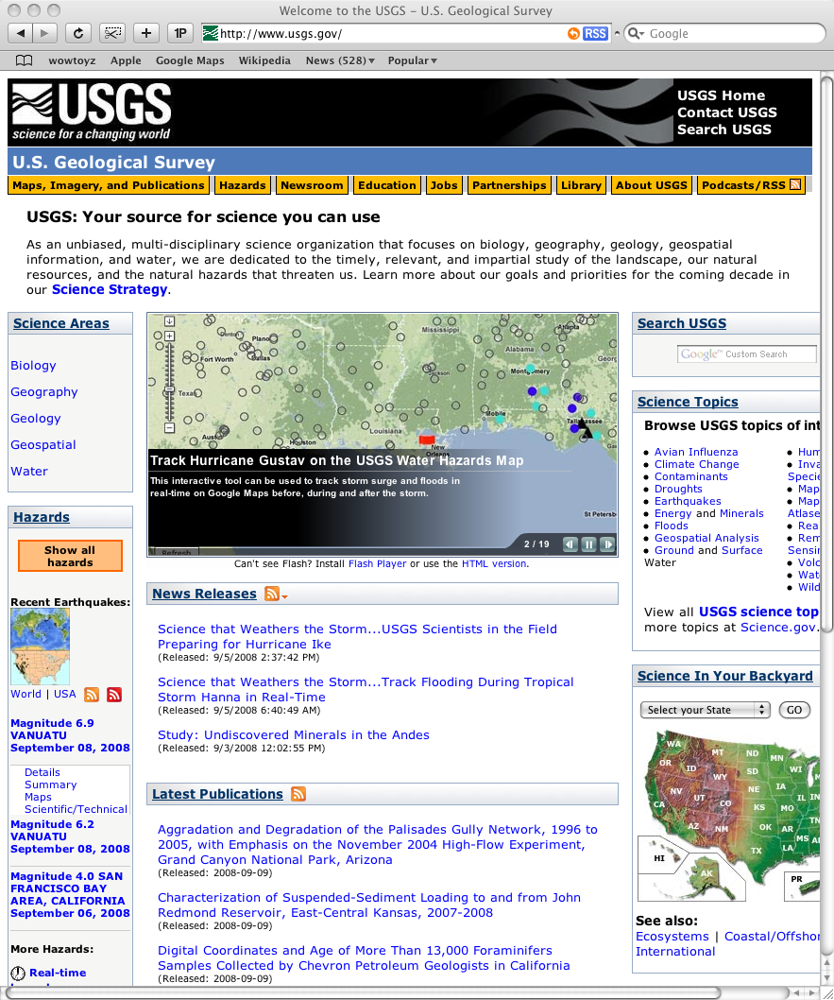 Welcome to the USGS – U.S. Geological Survey
1P
http://www.usgs.gov/
RSS
Google
wowtoyz
Apple
Google Maps
Wikipedia
News (528)
Popular
USGS
science for a changing world
USGS Home
Contact USGS
Search USGS
U.S. Geological Survey
Maps, Imagery, and Publications
Hazards
Newsroom
Education
Jobs
Partnerships
Library
About USGS
Podcasts/RSS
USGS: Your source for science you can use
As an unbiased, multi-disciplinary science organization that focuses on biology, geography, geology, geospatial
information, and water, we are dedicated to the timely, relevant, and impartial study of the landscape, our natural
resources, and the natural hazards that threaten us. Learn more about our goals and priorities for the coming decade in
our Science Strategy.
Science Areas
Biology
Geography
Geology
Geospatial
Water
Hazards
Show all
hazards
Recent Earthquakes:
World | USA
Magnitude 6.9
VANUATU
September 08, 2008
Details
Summary
Maps
Scientific/Technical
Magnitude 6.2
VANUATU
September 08, 2008
Magnitude 4.0 SAN
FRANCISCO BAY
AREA, CALIFORNIA
September 06, 2008
More Hazards:
Real-time
Denton
Plano
Fort Worth
Dallas
Texas
Austin
Houston
Louisiana
Mississippi
Jackson
Alabama
Montgomery
Atlanta
Georg
Mobile
Tallahassee
New
Orleans
St Petersb
Track Hurricane Gustav on the USGS Water Hazards Map
This interactive tool can be used to track storm surge and floods in
real-time on Google Maps before, during and after the storm.
Refresh
2 / 19
Can't see Flash? Install Flash Player or use the HTML version.
News Releases
Science that Weathers the Storm...USGS Scientists in the Field
Preparing for Hurricane Ike
(Released: 9/5/2008 2:37:42 PM)
Science that Weathers the Storm...Track Flooding During Tropical
Storm Hanna in Real-Time
(Released: 9/5/2008 6:40:49 AM)
Study: Undiscovered Minerals in the Andes
(Released: 9/3/2008 12:02:55 PM)
Latest Publications
Aggradation and Degradation of the Palisades Gully Network, 1996 to
2005, with Emphasis on the November 2004 High-Flow Experiment,
Grand Canyon National Park, Arizona
(Released: 2008-09-09)
Characterization of Suspended-Sediment Loading to and from John
Redmond Reservoir, East-Central Kansas, 2007-2008
(Released: 2008-09-09)
Digital Coordinates and Age of More Than 13,000 Foraminifers
Samples Collected by Chevron Petroleum Geologists in California
(Released: 2008-09-09)
Search USGS
Google™ Custom Search
Science Topics
Browse USGS topics of int
Avian Influenza
Climate Change
Contaminants
Droughts
Earthquakes
Energy and Minerals
Floods
Geospatial Analysis
Ground and Surface
Water
Hum
Inva
Specie
Map
Map
Atlase
Rea
Rem
Sensin
Volc
Wat
Wild
View all USGS science top
more topics at Science.gov.
Science In Your Backyard
Select your State
GO
WA
OR
ID
MT
ND
MN
WI
SD
WY
NV
UT
CO
NE
IA
IL IN
CA
KS
MO
AZ
NM
OK
AR
TN
MS A
TX
LA
HI
AK
PR
See also:
Ecosystems | Coastal/Offshor
International